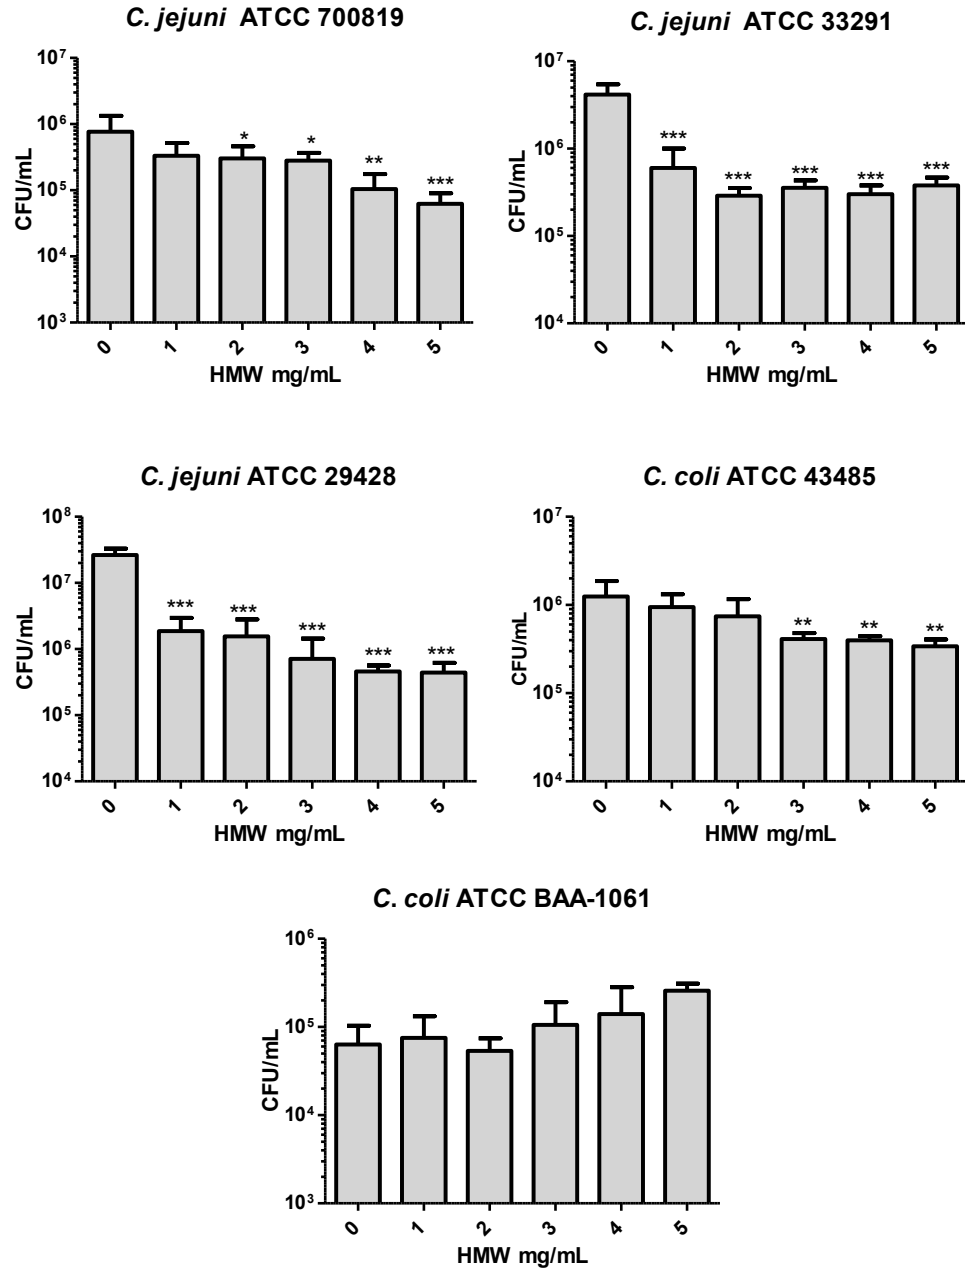 C. jejuni ATCC 700819
10⁷
10⁶
10⁵
10⁴
10³
CFU/mL
* * ** ***
0 1 2 3 4 5
HMW mg/mL
C. jejuni ATCC 33291
10⁷
10⁶
10⁵
10⁴
CFU/mL
*** *** *** *** ***
0 1 2 3 4 5
HMW mg/mL
C. jejuni ATCC 29428
10⁸
10⁷
10⁶
10⁵
10⁴
CFU/mL
*** *** *** *** ***
0 1 2 3 4 5
HMW mg/mL
C. coli ATCC 43485
10⁷
10⁶
10⁵
10⁴
CFU/mL
** ** **
0 1 2 3 4 5
HMW mg/mL
C. coli ATCC BAA-1061
10⁶
10⁵
10⁴
10³
CFU/mL
0 1 2 3 4 5
HMW mg/mL